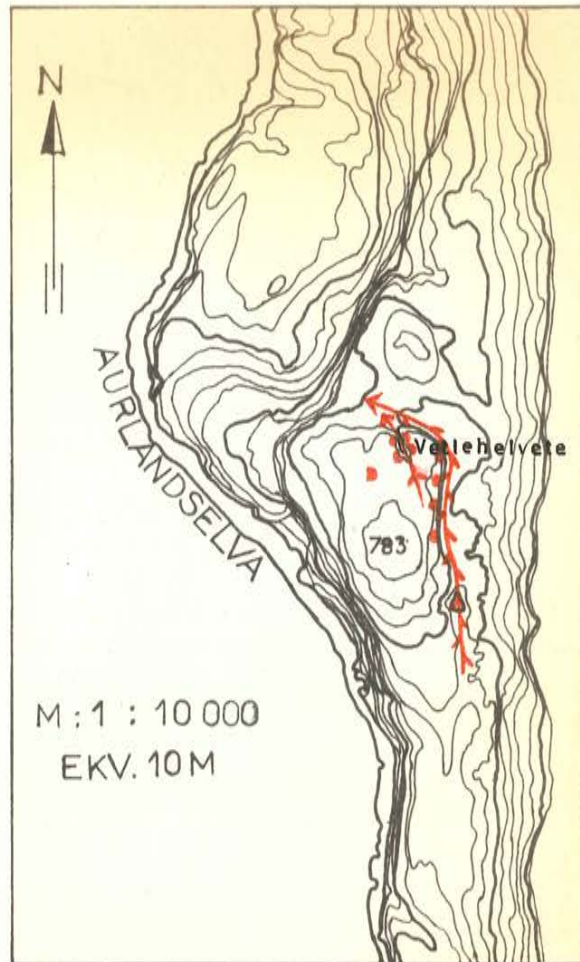 N
AURLANDSELVA
Vetlehelvete
783
M : 1 : 10 000
EKV. 10 M